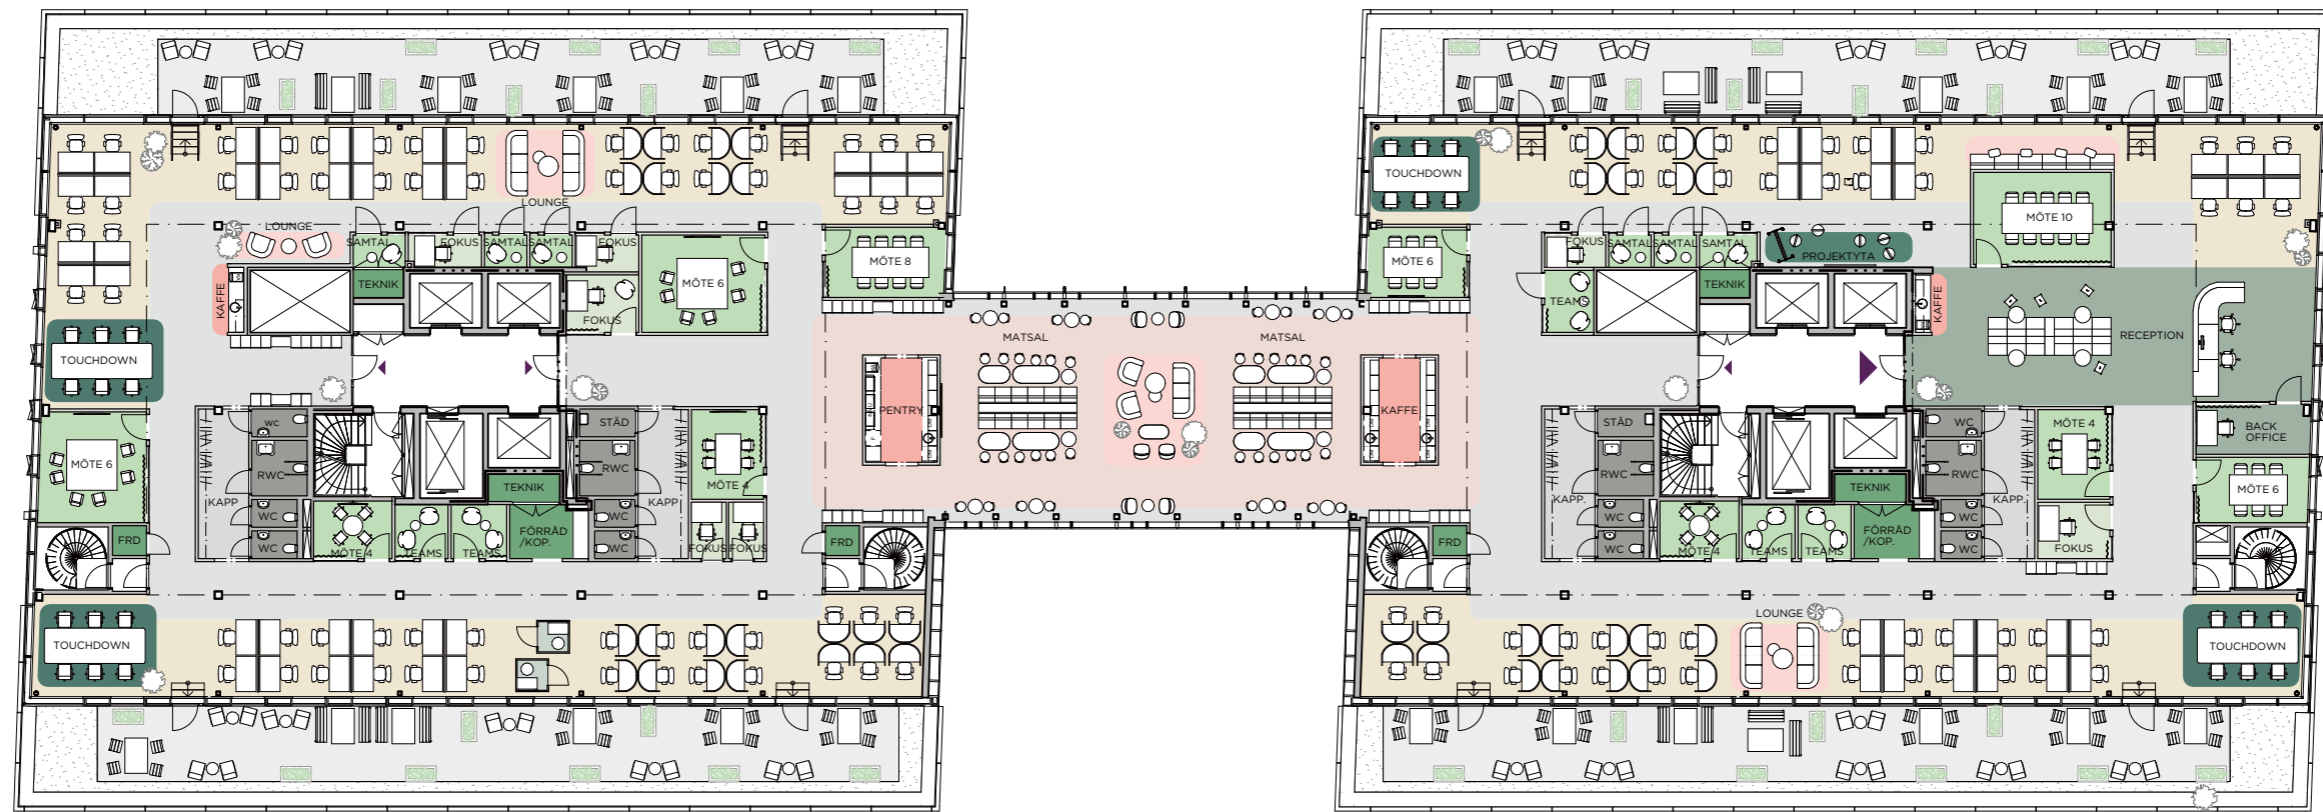 LOUNGE
LOUNGE
SAMTAL
FOKUS
SAMTAL
SAMTAL
FOKUS
MÖTE 8
KAFFE
TEKNIK
MÖTE 6
FOKUS
TOUCHDOWN
MÖTE 6
WC
RWC
KAPP
WC
WC
FRD
MÖTE 4
TEAMS
TEAMS
TEKNIK
FÖRRÅD
/KOP.
STÄD
RWC
KAPP
WC
WC
MÖTE 4
FOKUS
FOKUS
FRD
TOUCHDOWN
MATSAL
MATSAL
PENTRY
KAFFE
TOUCHDOWN
MÖTE 10
MÖTE 6
FOKUS
SAMTAL
SAMTAL
SAMTAL
PROJEKTYTA
TEKNIK
TEAMS
KAFFE
RECEPTION
STÄD
RWC
KAPP.
WC
WC
MÖTE 4
TEAMS
TEAMS
TEKNIK
FÖRRÅD
/KOP.
WC
RWC
KAPP.
WC
WC
MÖTE 4
FOKUS
BACK
OFFICE
MÖTE 6
FRD
LOUNGE
TOUCHDOWN